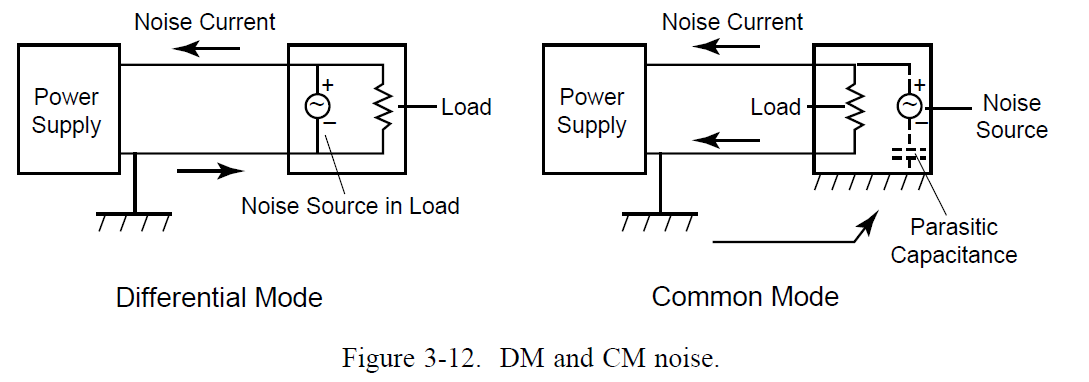 Noise Current
Power
Supply
+
~
−
Load
Noise Source in Load
Differential Mode
Noise Current
Power
Supply
Load
+
~
−
Noise
Source
Parasitic
Capacitance
Common Mode
Figure 3-12. DM and CM noise.